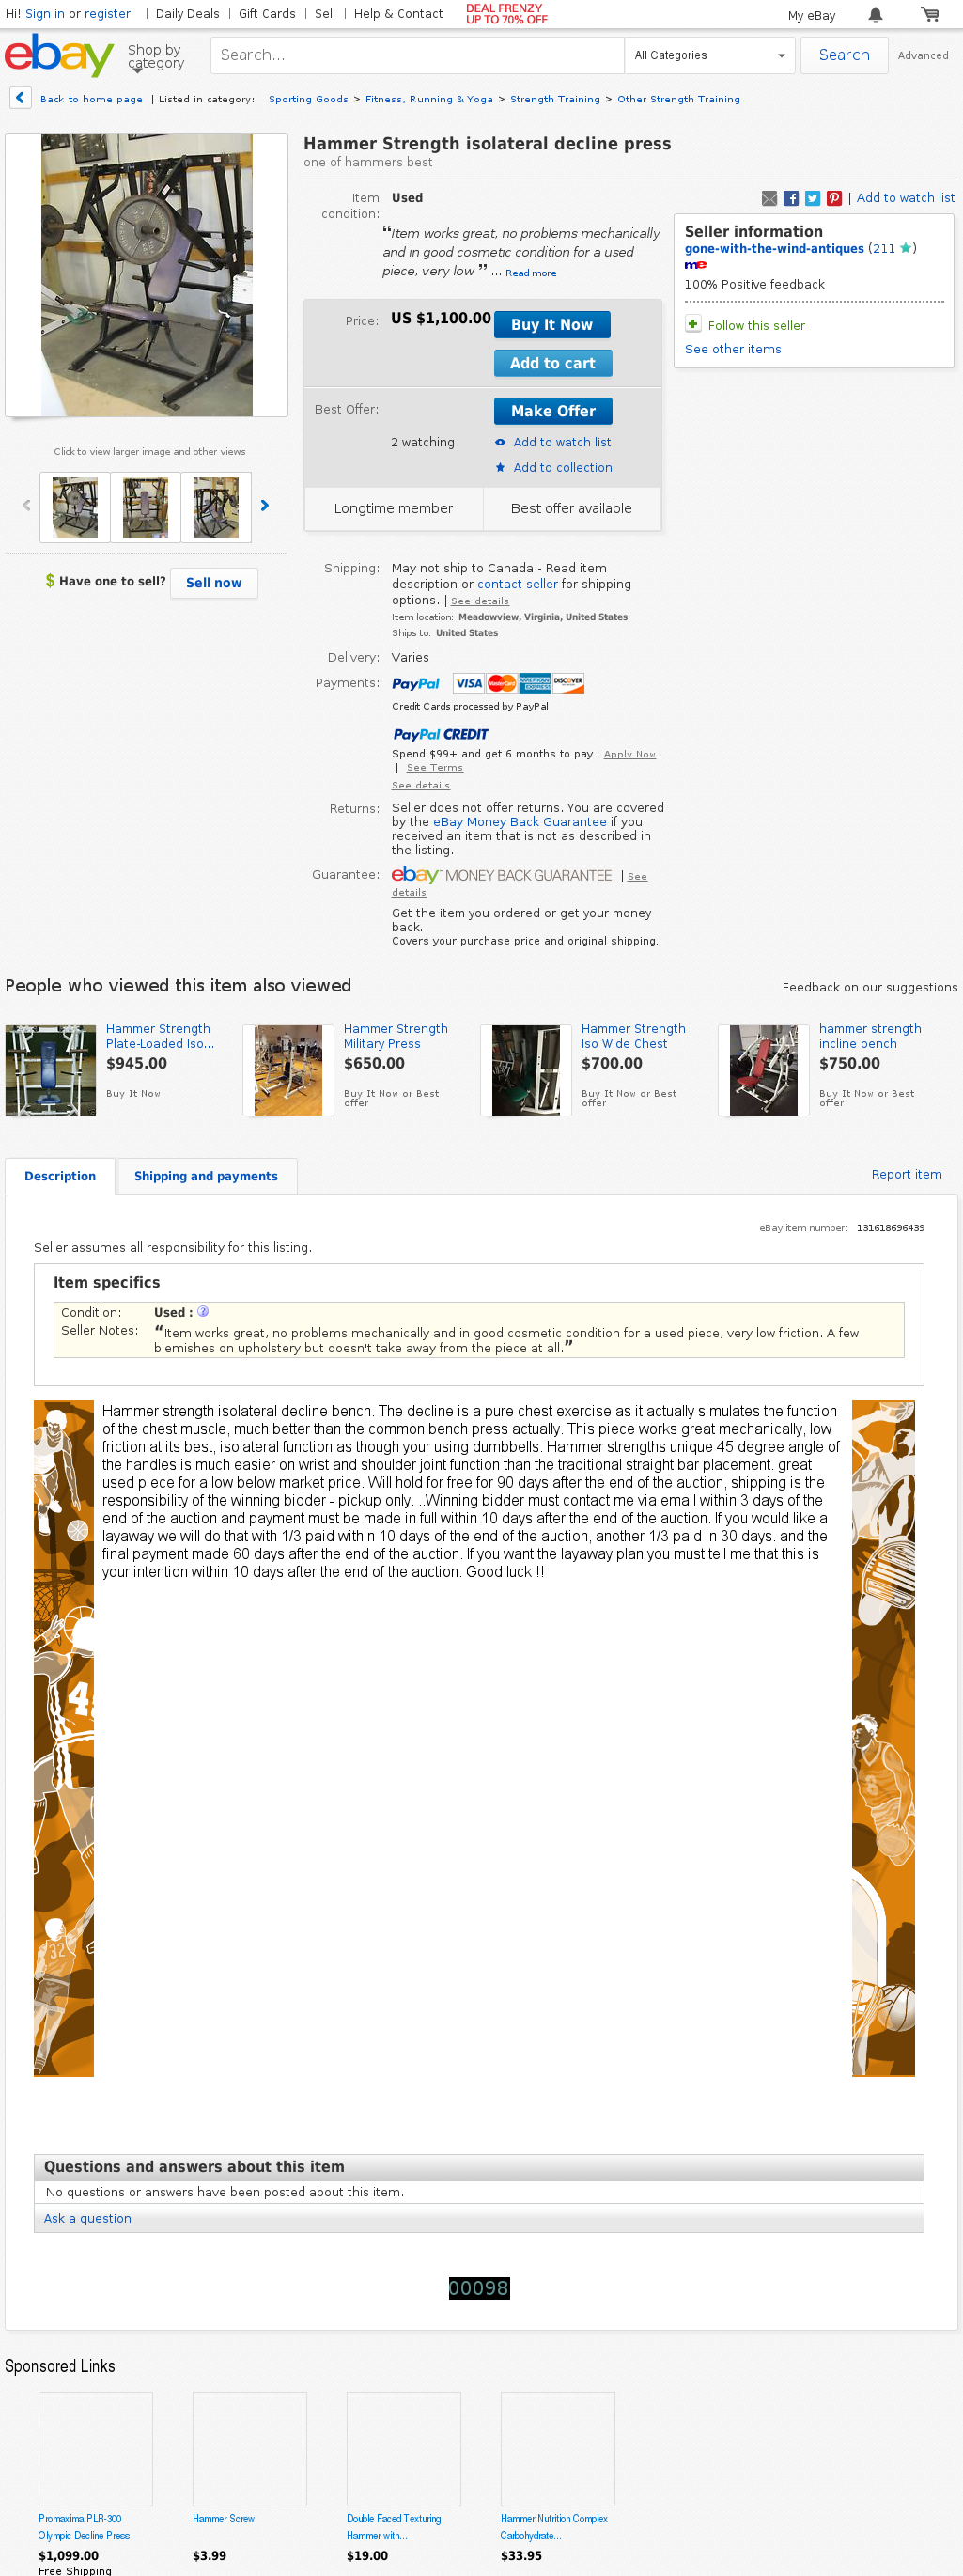 Hi! Sign in or register | Daily Deals | Gift Cards | Sell | Help & Contact
DEAL FRENZY
UP TO 70% OFF
My eBay
ebay
Shop by
category
Search...
All Categories
Search
Advanced
Back to home page | Listed in category: Sporting Goods > Fitness, Running & Yoga > Strength Training > Other Strength Training
Hammer Strength isolateral decline press
one of hammers best
Item condition: Used
“Item works great, no problems mechanically
and in good cosmetic condition for a used
piece, very low ” ... Read more
Price: US $1,100.00
Buy It Now
Add to cart
Best Offer:
Make Offer
2 watching
Add to watch list
Add to collection
Longtime member
Best offer available
| Add to watch list
Seller information
gone-with-the-wind-antiques (211 )
me
100% Positive feedback
Follow this seller
See other items
Click to view larger image and other views
$ Have one to sell? Sell now
Shipping: May not ship to Canada - Read item
description or contact seller for shipping
options. | See details
Item location: Meadowview, Virginia, United States
Ships to: United States
Delivery: Varies
Payments: PayPal VISA MasterCard AMERICAN EXPRESS DISCOVER
Credit Cards processed by PayPal
PayPal CREDIT
Spend $99+ and get 6 months to pay. Apply Now
| See Terms
See details
Returns: Seller does not offer returns. You are covered
by the eBay Money Back Guarantee if you
received an item that is not as described in
the listing.
Guarantee: ebay™ MONEY BACK GUARANTEE | See
details
Get the item you ordered or get your money
back.
Covers your purchase price and original shipping.
People who viewed this item also viewed
Feedback on our suggestions
Hammer Strength
Plate-Loaded Iso...
$945.00
Buy It Now
Hammer Strength
Military Press
$650.00
Buy It Now or Best
offer
Hammer Strength
Iso Wide Chest
$700.00
Buy It Now or Best
offer
hammer strength
incline bench
$750.00
Buy It Now or Best
offer
Description
Shipping and payments
Report item
eBay item number: 131618696439
Seller assumes all responsibility for this listing.
Item specifics
Condition: Used : ?
Seller Notes: “Item works great, no problems mechanically and in good cosmetic condition for a used piece, very low friction. A few
blemishes on upholstery but doesn't take away from the piece at all.”
Hammer strength isolateral decline bench. The decline is a pure chest exercise as it actually simulates the function
of the chest muscle, much better than the common bench press actually. This piece works great mechanically, low
friction at its best, isolateral function as though your using dumbbells. Hammer strengths unique 45 degree angle of
the handles is much easier on wrist and shoulder joint function than the traditional straight bar placement. great
used piece for a low below market price. Will hold for free for 90 days after the end of the auction, shipping is the
responsibility of the winning bidder - pickup only. ..Winning bidder must contact me via email within 3 days of the
end of the auction and payment must be made in full within 10 days after the end of the auction. If you would like a
layaway we will do that with 1/3 paid within 10 days of the end of the auction, another 1/3 paid in 30 days. and the
final payment made 60 days after the end of the auction. If you want the layaway plan you must tell me that this is
your intention within 10 days after the end of the auction. Good luck !!
32
Questions and answers about this item
No questions or answers have been posted about this item.
Ask a question
00098
Sponsored Links
Promaxima PLR-300
Olympic Decline Press
$1,099.00
Free Shipping
Hammer Screw
$3.99
Double Faced Texturing
Hammer with...
$19.00
Hammer Nutrition Complex
Carbohydrate...
$33.95